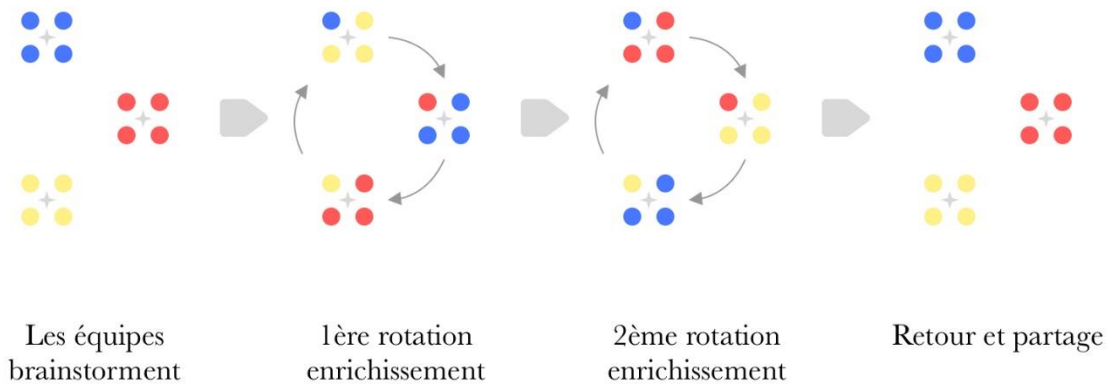 Les équipes
brainstorment
1ère rotation
enrichissement
2ème rotation
enrichissement
Retour et partage